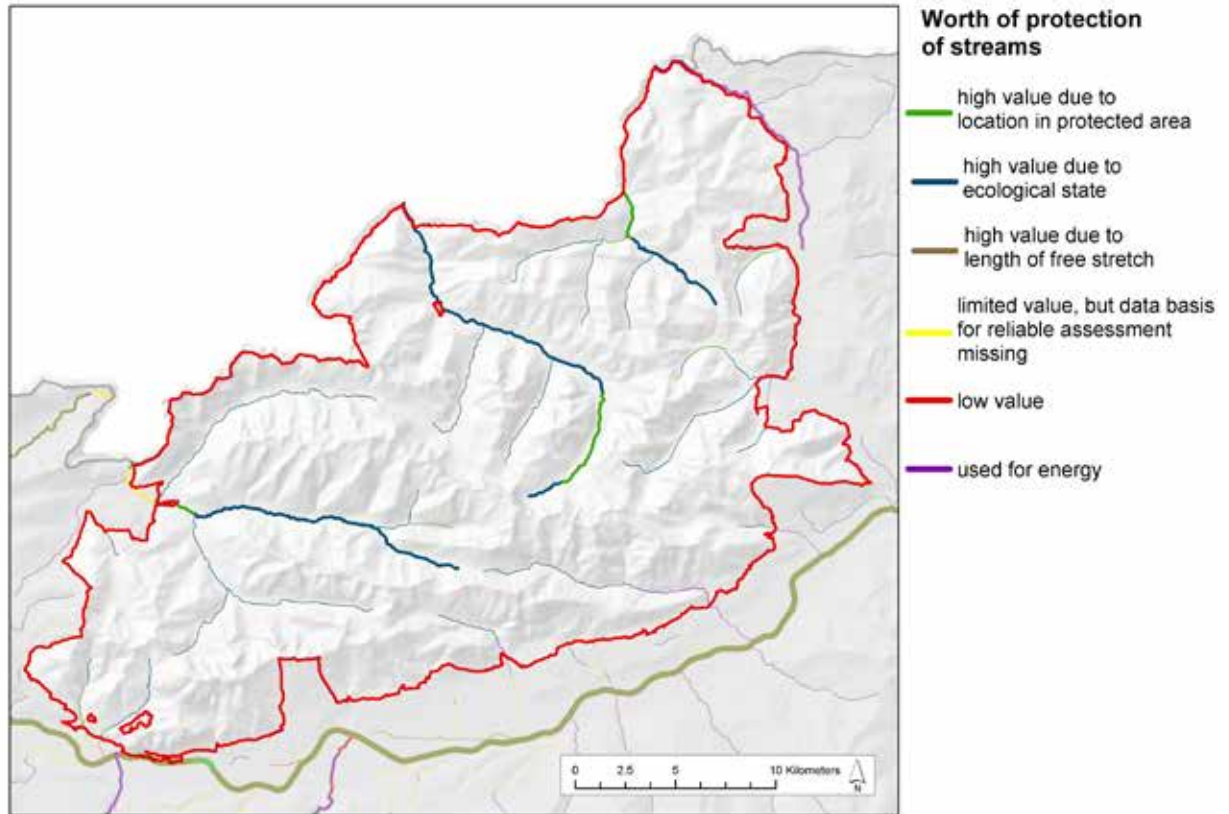 Worth of protection
of streams
high value due to
location in protected area
high value due to
ecological state
high value due to
length of free stretch
limited value, but data basis
for reliable assessment
missing
low value
used for energy
0 2.5 5 10 Kilometers
N